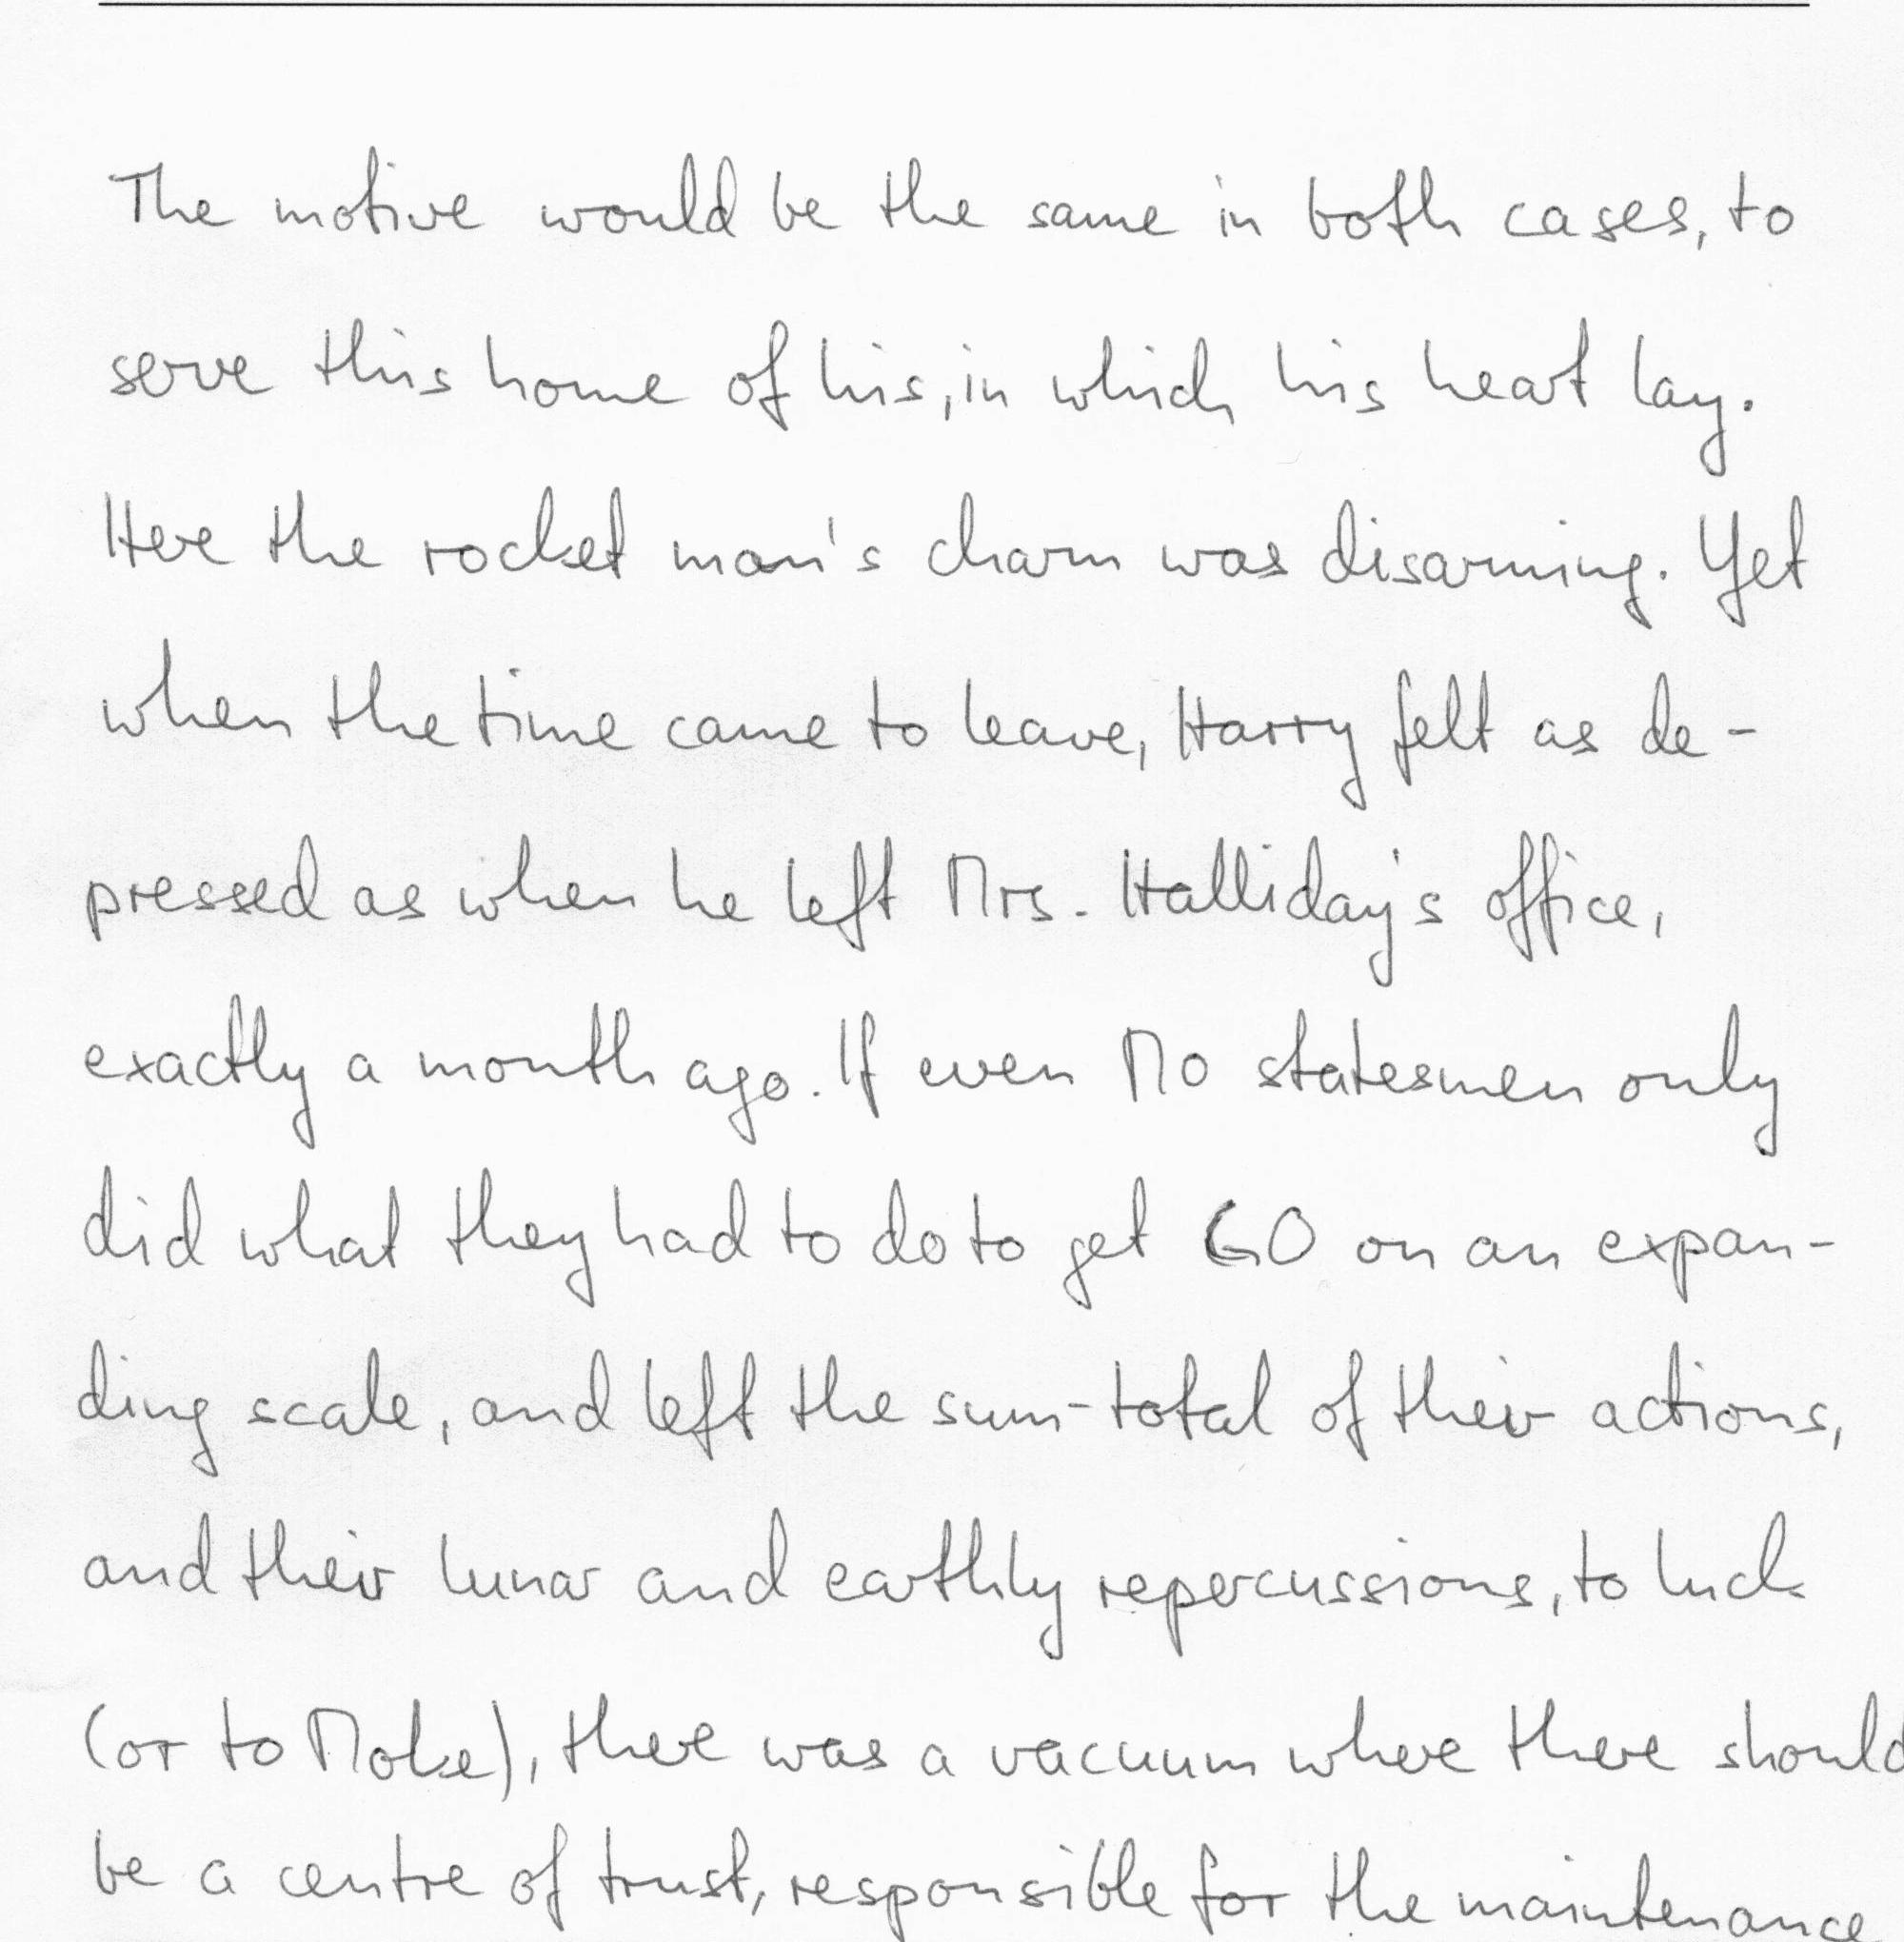 The motive would be the same in both cases, to
serve this home of his, in which his heart lay.
Here the rocket man's charm was disarming. Yet
when the time came to leave, Harry felt as de-
pressed as when he left Mrs. Halliday's office,
exactly a month ago. If even MO statesmen only
did what they had to do to get GO on an expan-
ding scale, and left the sum-total of their actions,
and their lunar and earthly repercussions, to luck
(or to Moke), there was a vacuum where there should
be a centre of trust, responsible for the maintenance